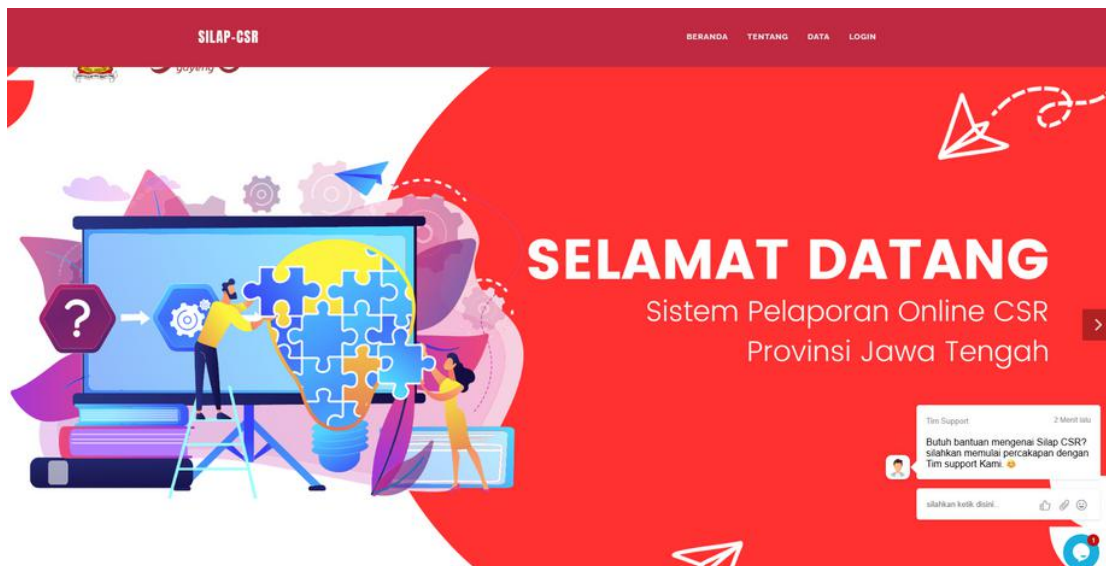 SILAP-CSR
BERANDA TENTANG DATA LOGIN
gayeng
SELAMAT DATANG
Sistem Pelaporan Online CSR
Provinsi Jawa Tengah
Tim Support 2 Menit lalu
Butuh bantuan mengenai Silap CSR?
silahkan memulai percakapan dengan
Tim support Kami. 😊
silahkan ketik disini..
1
?